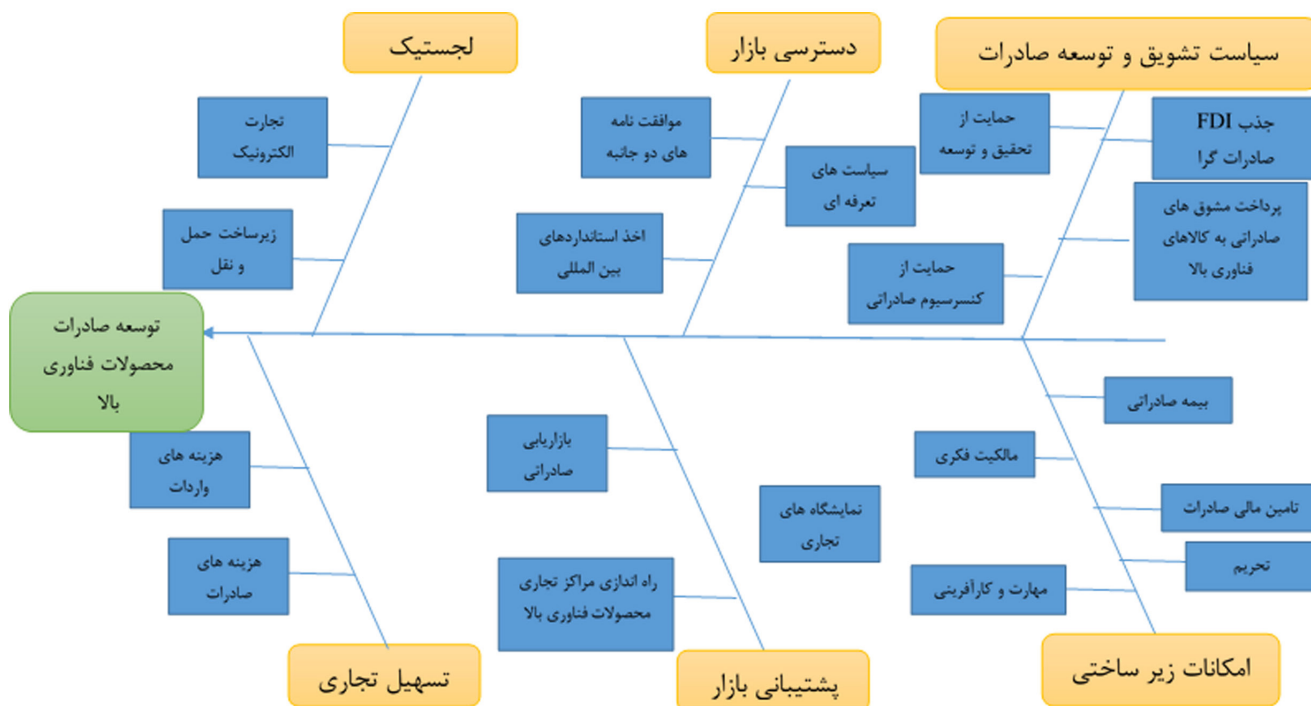 سیاست تشویق و توسعه صادرات
دسترسی بازار
لجستیک
جذب FDI
صادرات گرا
حمایت از
تحقیق و توسعه
پرداخت مشوق های
صادراتی به کالاهای
فناوری بالا
حمایت از
کنسرسیوم صادراتی
موافقت نامه
های دو جانبه
سیاست های
تعرفه ای
اخذ استانداردهای
بین المللی
تجارت
الکترونیک
زیرساخت حمل
و نقل
توسعه صادرات
محصولات فناوری
بالا
بیمه صادراتی
مالکیت فکری
تامین مالی صادرات
تحریم
مهارت و کارآفرینی
بازاریابی
صادراتی
نمایشگاه های
تجاری
راه اندازی مراکز تجاری
محصولات فناوری بالا
هزینه های
واردات
هزینه های
صادرات
امکانات زیر ساختی
پشتیبانی بازار
تسهیل تجاری